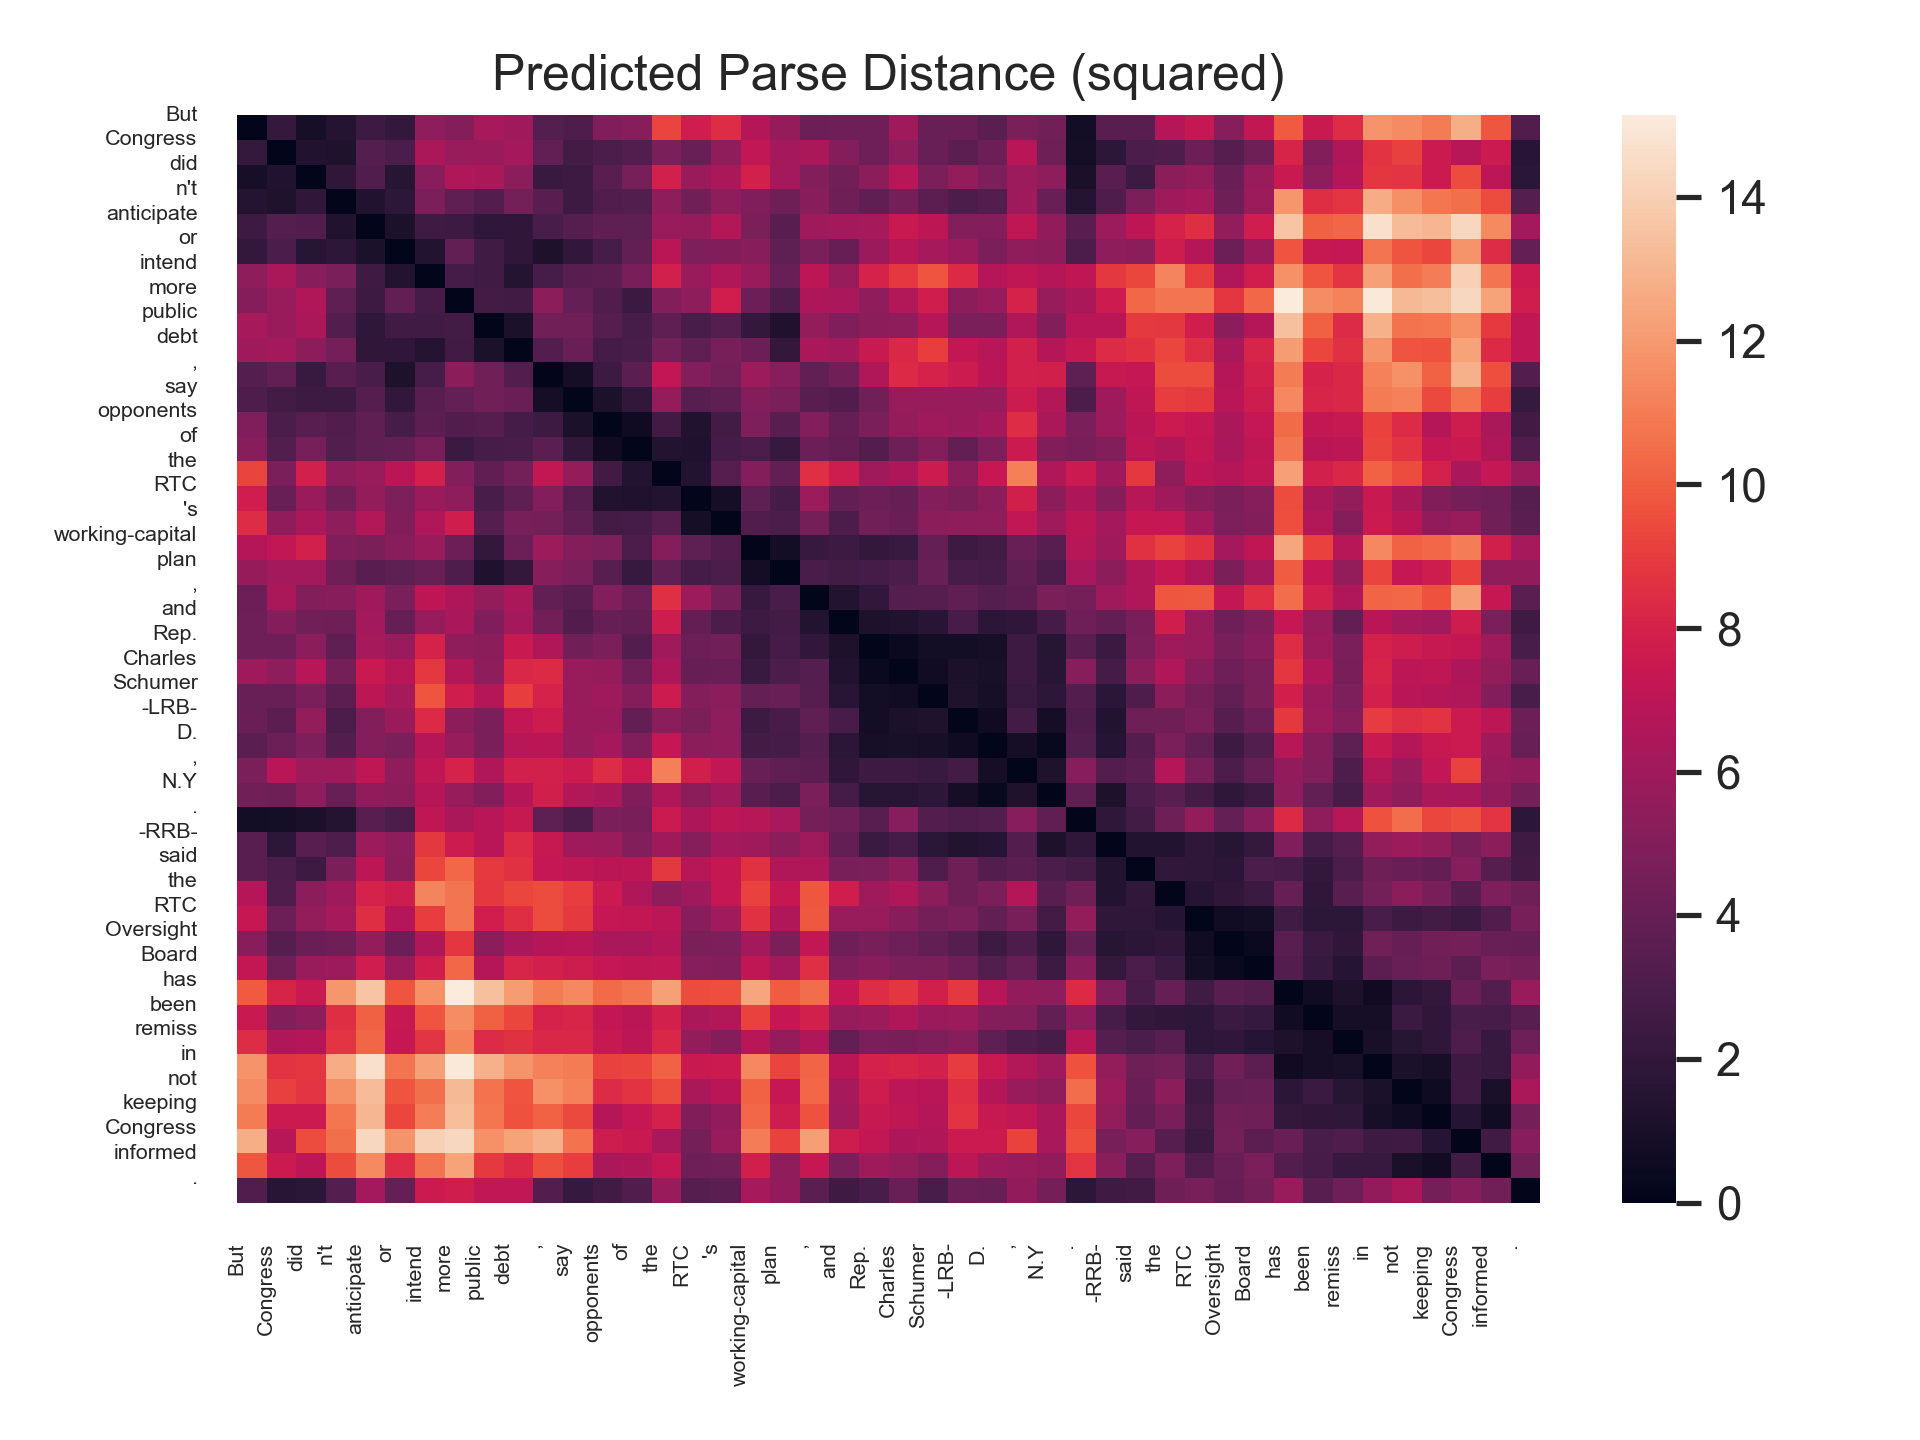 Predicted Parse Distance (squared)
But
Congress
did
n't
anticipate
or
intend
more
public
debt
,
say
opponents
of
the
RTC
's
working-capital
plan
,
and
Rep.
Charles
Schumer
-LRB-
D.
,
N.Y
.
-RRB-
said
the
RTC
Oversight
Board
has
been
remiss
in
not
keeping
Congress
informed
.
14
12
10
8
6
4
2
0
But
Congress
did
n't
anticipate
or
intend
more
public
debt
,
say
opponents
of
the
RTC
's
working-capital
plan
,
and
Rep.
Charles
Schumer
-LRB-
D.
,
N.Y
.
-RRB-
said
the
RTC
Oversight
Board
has
been
remiss
in
not
keeping
Congress
informed
.